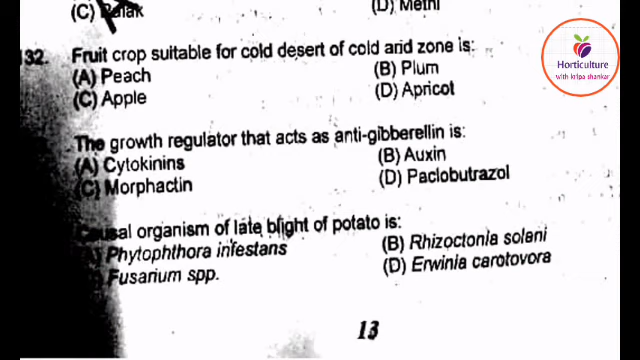 (C) Palak
(D) Methi
32. Fruit crop suitable for cold desert of cold arid zone is:
(A) Peach
(B) Plum
(C) Apple
(D) Apricot
The growth regulator that acts as anti-gibberellin is:
(A) Cytokinins
(B) Auxin
(C) Morphactin
(D) Paclobutrazol
Causal organism of late blight of potato is:
(A) Phytophthora infestans
(B) Rhizoctonia solani
Fusarium spp.
(D) Erwinia carotovora
13
Horticulture
with kripa shankar